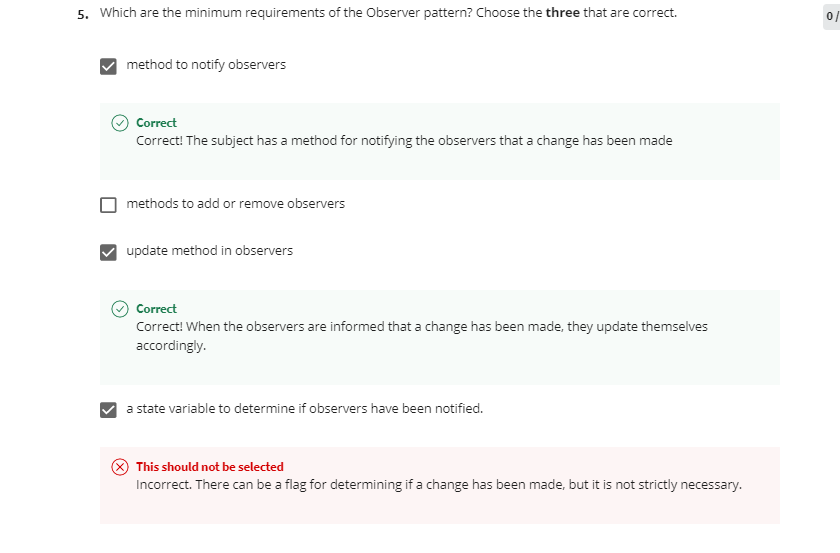 5. Which are the minimum requirements of the Observer pattern? Choose the three that are correct.
0/
method to notify observers
Correct
Correct! The subject has a method for notifying the observers that a change has been made
methods to add or remove observers
update method in observers
Correct
Correct! When the observers are informed that a change has been made, they update themselves
accordingly.
a state variable to determine if observers have been notified.
This should not be selected
Incorrect. There can be a flag for determining if a change has been made, but it is not strictly necessary.